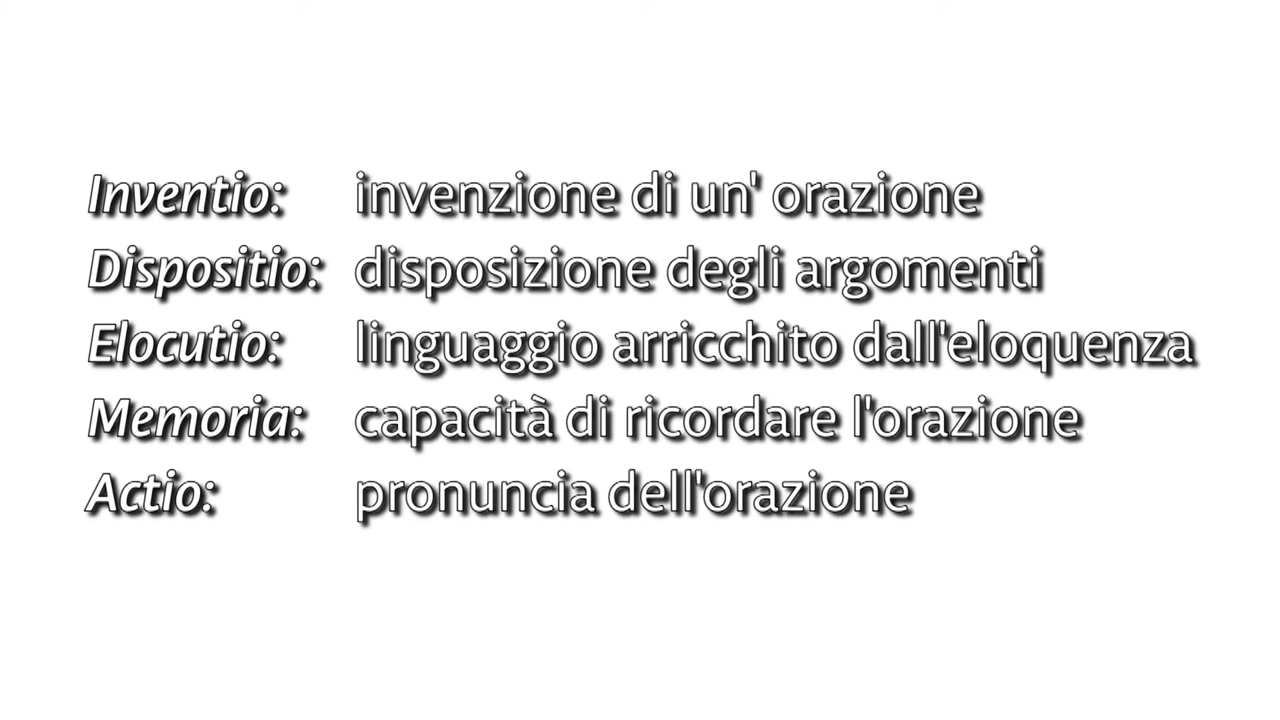 Inventio: invenzione di un' orazione
Dispositio: disposizione degli argomenti
Elocutio: linguaggio arricchito dall'eloquenza
Memoria: capacità di ricordare l'orazione
Actio: pronuncia dell'orazione